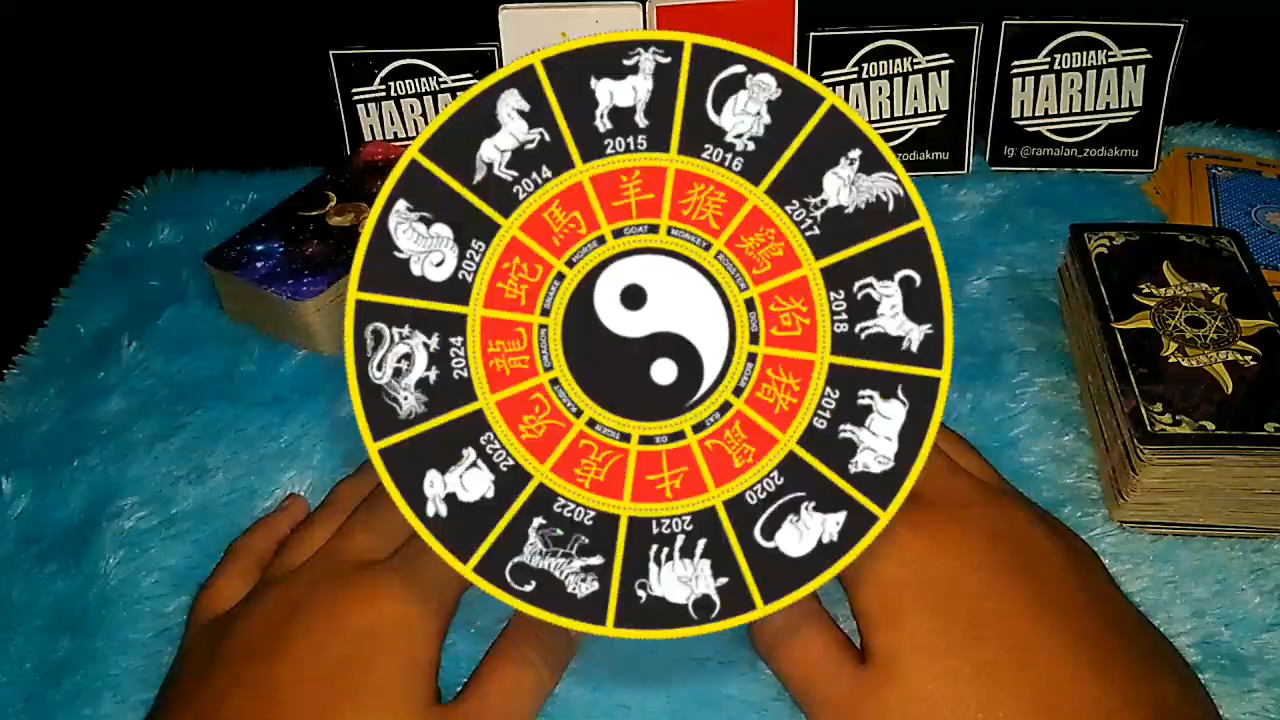 ZODIAK
HARIAN
ZODIAK
HARIAN
zodiakmu
ZODIAK
HARIAN
Ig: @ramalan_zodiakmu
2014
2015
2016
2017
2018
2019
2020
2021
2022
2023
2024
2025
馬
羊
猴
鷄
狗
猪
鼠
牛
虎
兔
龍
蛇
HORSE
GOAT
MONKEY
ROOSTER
DOG
BOAR
RAT
OX
TIGER
RABBIT
DRAGON
SNAKE